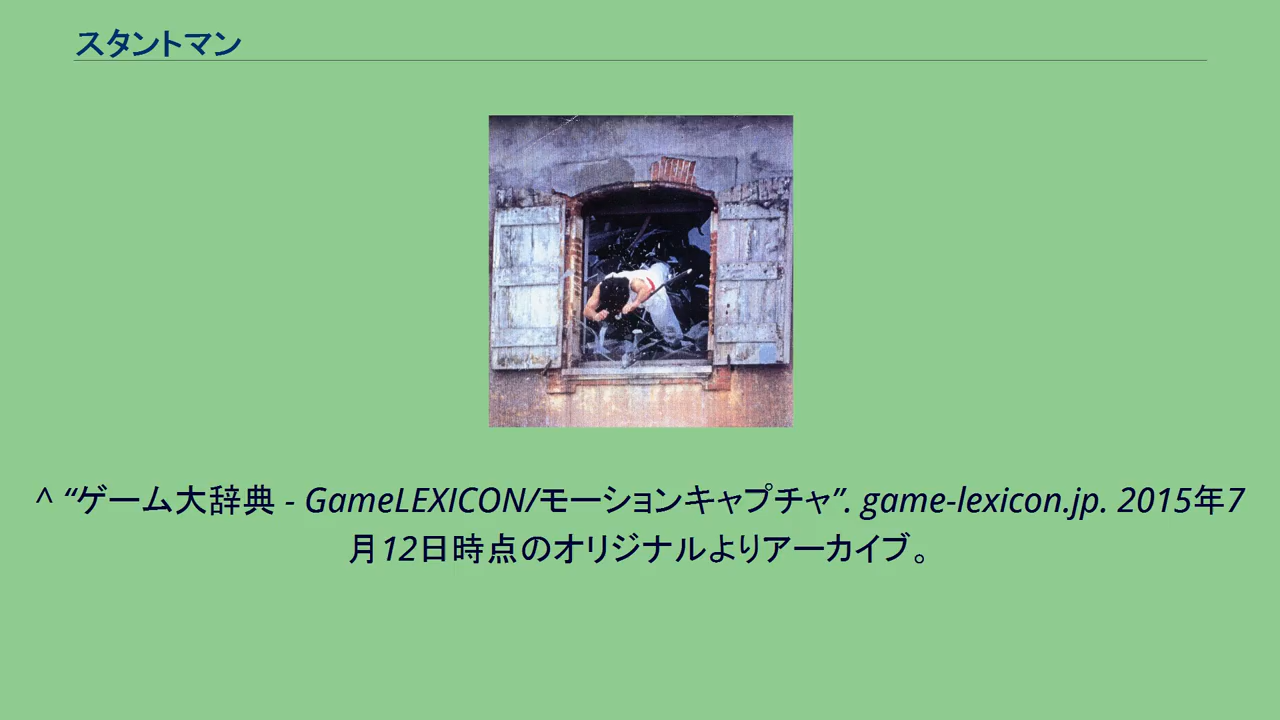 スタントマン
^ “ゲーム大辞典 - GameLEXICON/モーションキャプチャ”. game-lexicon.jp. 2015年7
月12日時点のオリジナルよりアーカイブ。